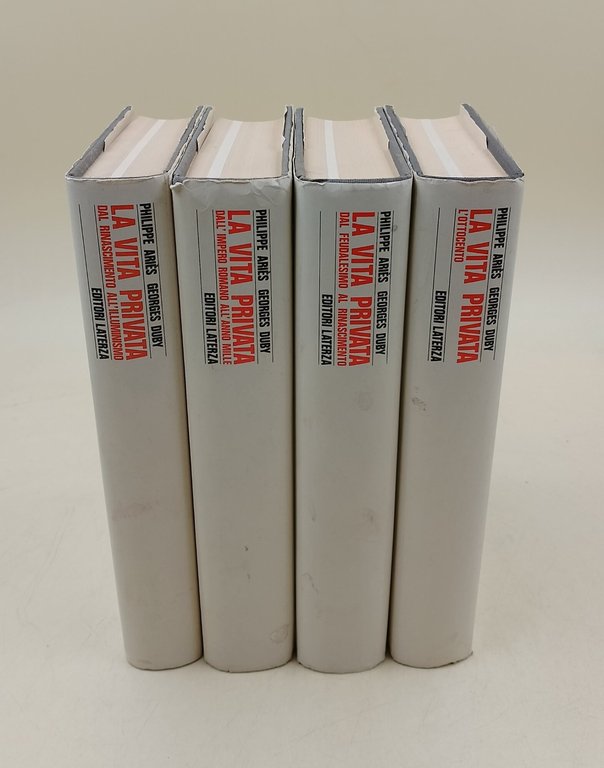 PHILIPPE ARIÈS GEORGES DUBY
LA VITA PRIVATA
DAL RINASCIMENTO ALL'ILLUMINISMO
EDITORI LATERZA
PHILIPPE ARIÈS GEORGES DUBY
LA VITA PRIVATA
DALL'IMPERO ROMANO ALL'ANNO MILLE
EDITORI LATERZA
PHILIPPE ARIÈS GEORGES DUBY
LA VITA PRIVATA
DAL FEUDALESIMO AL RINASCIMENTO
EDITORI LATERZA
PHILIPPE ARIÈS GEORGES DUBY
LA VITA PRIVATA
L'OTTOCENTO
EDITORI LATERZA